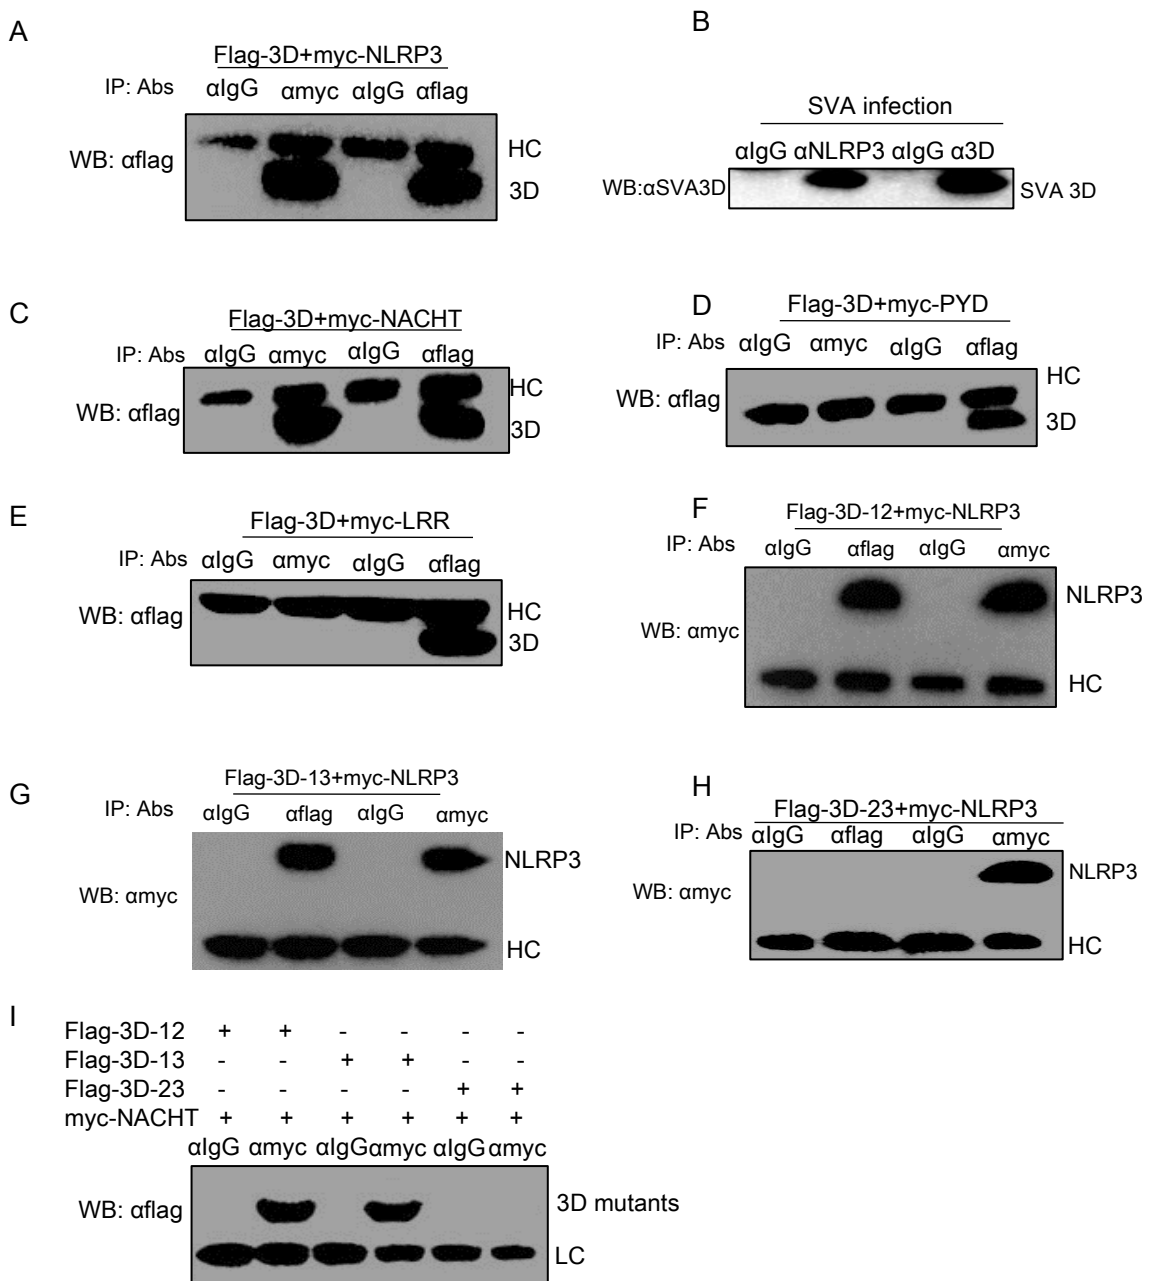 A
Flag-3D+myc-NLRP3
IP: Abs αIgG αmyc αIgG αflag
WB: αflag
HC
3D
B
SVA infection
αIgG αNLRP3 αIgG α3D
WB:αSVA3D
SVA 3D
C
Flag-3D+myc-NACHT
IP: Abs αIgG αmyc αIgG αflag
WB: αflag
HC
3D
D
Flag-3D+myc-PYD
IP: Abs αIgG αmyc αIgG αflag
WB: αflag
HC
3D
E
Flag-3D+myc-LRR
IP: Abs αIgG αmyc αIgG αflag
WB: αflag
HC
3D
F
Flag-3D-12+myc-NLRP3
IP: Abs αIgG αflag αIgG αmyc
WB: αmyc
NLRP3
HC
G
Flag-3D-13+myc-NLRP3
IP: Abs αIgG αflag αIgG αmyc
WB: αmyc
NLRP3
HC
H
Flag-3D-23+myc-NLRP3
IP: Abs αIgG αflag αIgG αmyc
WB: αmyc
NLRP3
HC
I
Flag-3D-12 + + - - - -
Flag-3D-13 - - + + - -
Flag-3D-23 - - - - + +
myc-NACHT + + + + + +
αIgG αmyc αIgGαmyc αIgGαmyc
WB: αflag
3D mutants
LC